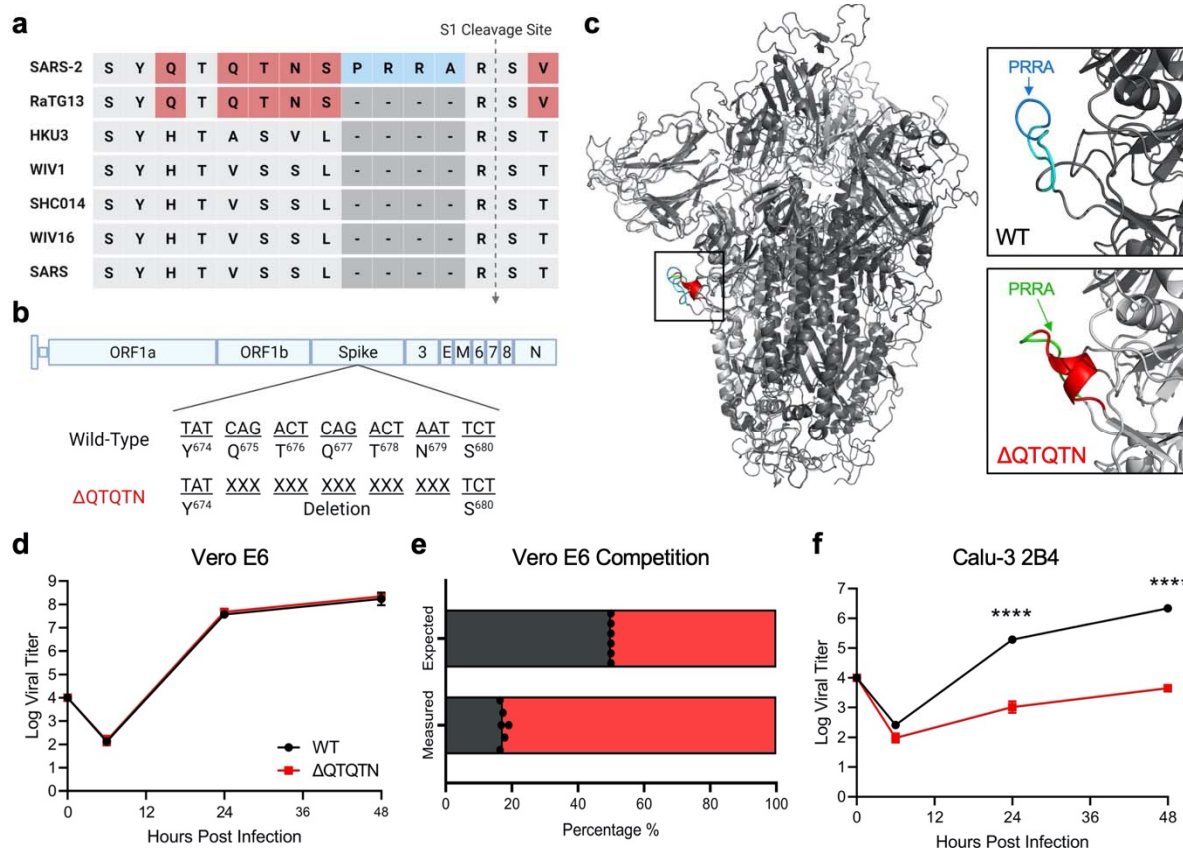 a
S1 Cleavage Site
SARS-2 S Y Q T Q T N S P R R A R S V
RaTG13 S Y Q T Q T N S - - - - R S V
HKU3 S Y H T A S V L - - - - R S T
WIV1 S Y H T V S S L - - - - R S T
SHC014 S Y H T V S S L - - - - R S T
WIV16 S Y H T V S S L - - - - R S T
SARS S Y H T V S S L - - - - R S T
b
ORF1a ORF1b Spike 3 E M 6 7 8 N
Wild-Type TAT CAG ACT CAG ACT AAT TCT
Y674 Q675 T676 Q677 T678 N679 S680
ΔQTQTN TAT XXX XXX XXX XXX XXX TCT
Y674 Deletion S680
c
PRRA
WT
PRRA
ΔQTQTN
d
Vero E6
Log Viral Titer
9
8
7
6
5
4
3
2
1
0
WT
ΔQTQTN
0 12 24 36 48
Hours Post Infection
e
Vero E6 Competition
Expected
Measured
0 20 40 60 80 100
Percentage %
f
Calu-3 2B4
Log Viral Titer
7
6
5
4
3
2
1
0
****
****
0 12 24 36 48
Hours Post Infection